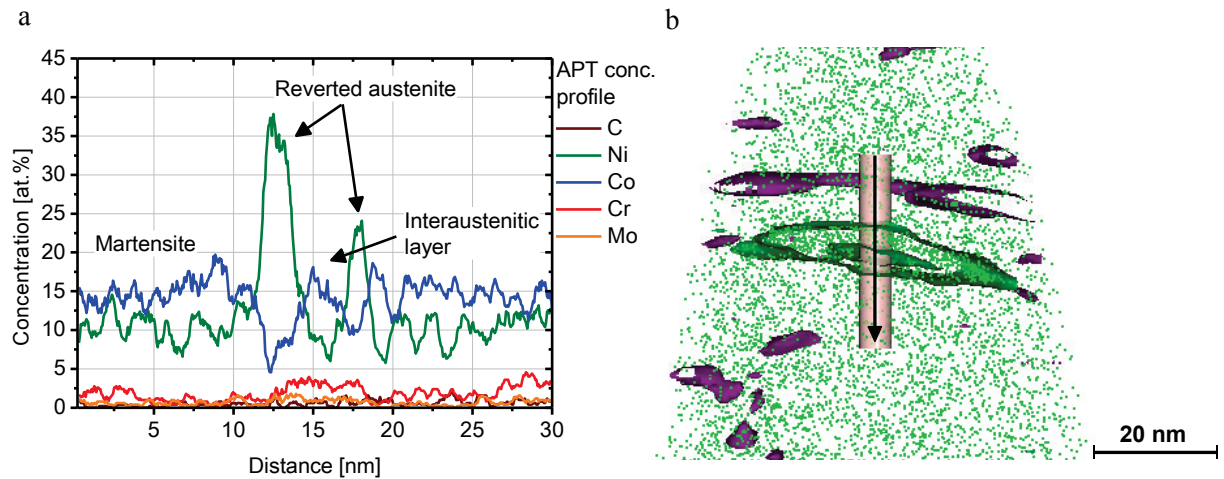 a
45
40
35
30
25
20
15
10
5
0
Concentration [at.%]
5
10
15
20
25
30
Distance [nm]
Reverted austenite
Interaustenitic
layer
Martensite
APT conc.
profile
C
Ni
Co
Cr
Mo
b
20 nm